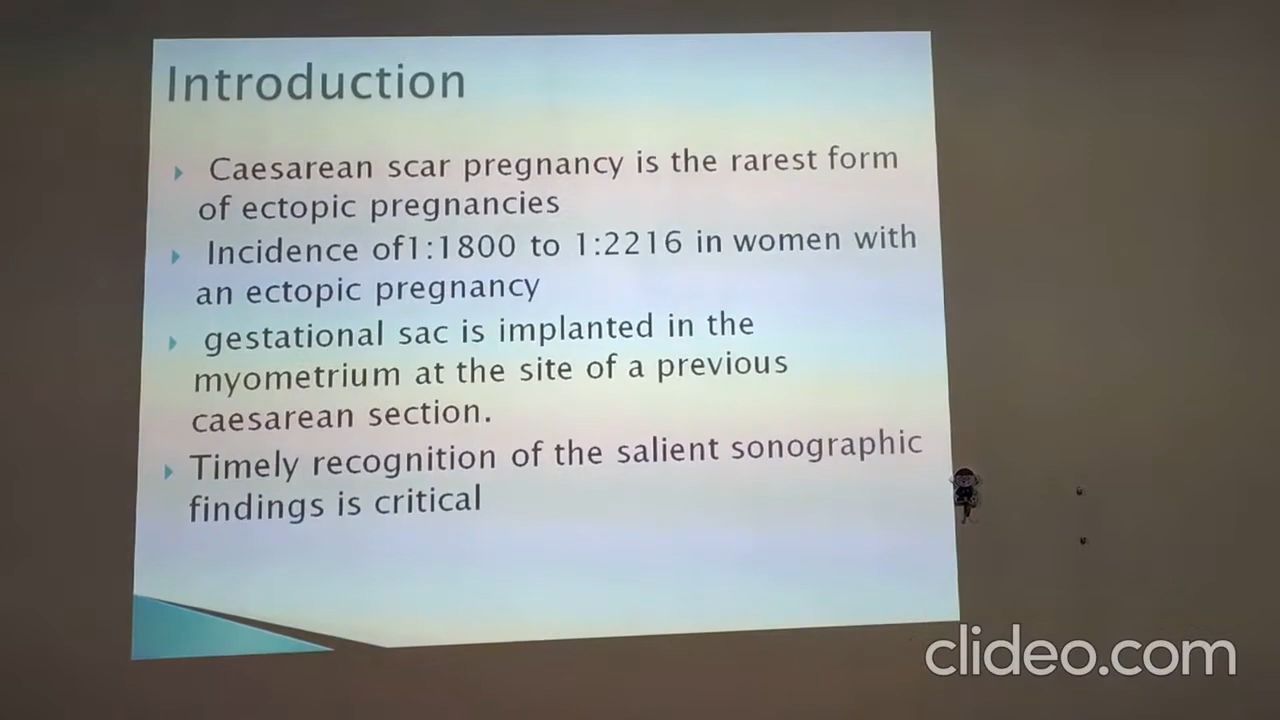 Introduction
Caesarean scar pregnancy is the rarest form
of ectopic pregnancies
Incidence of1:1800 to 1:2216 in women with
an ectopic pregnancy
gestational sac is implanted in the
myometrium at the site of a previous
caesarean section.
Timely recognition of the salient sonographic
findings is critical
clideo.com